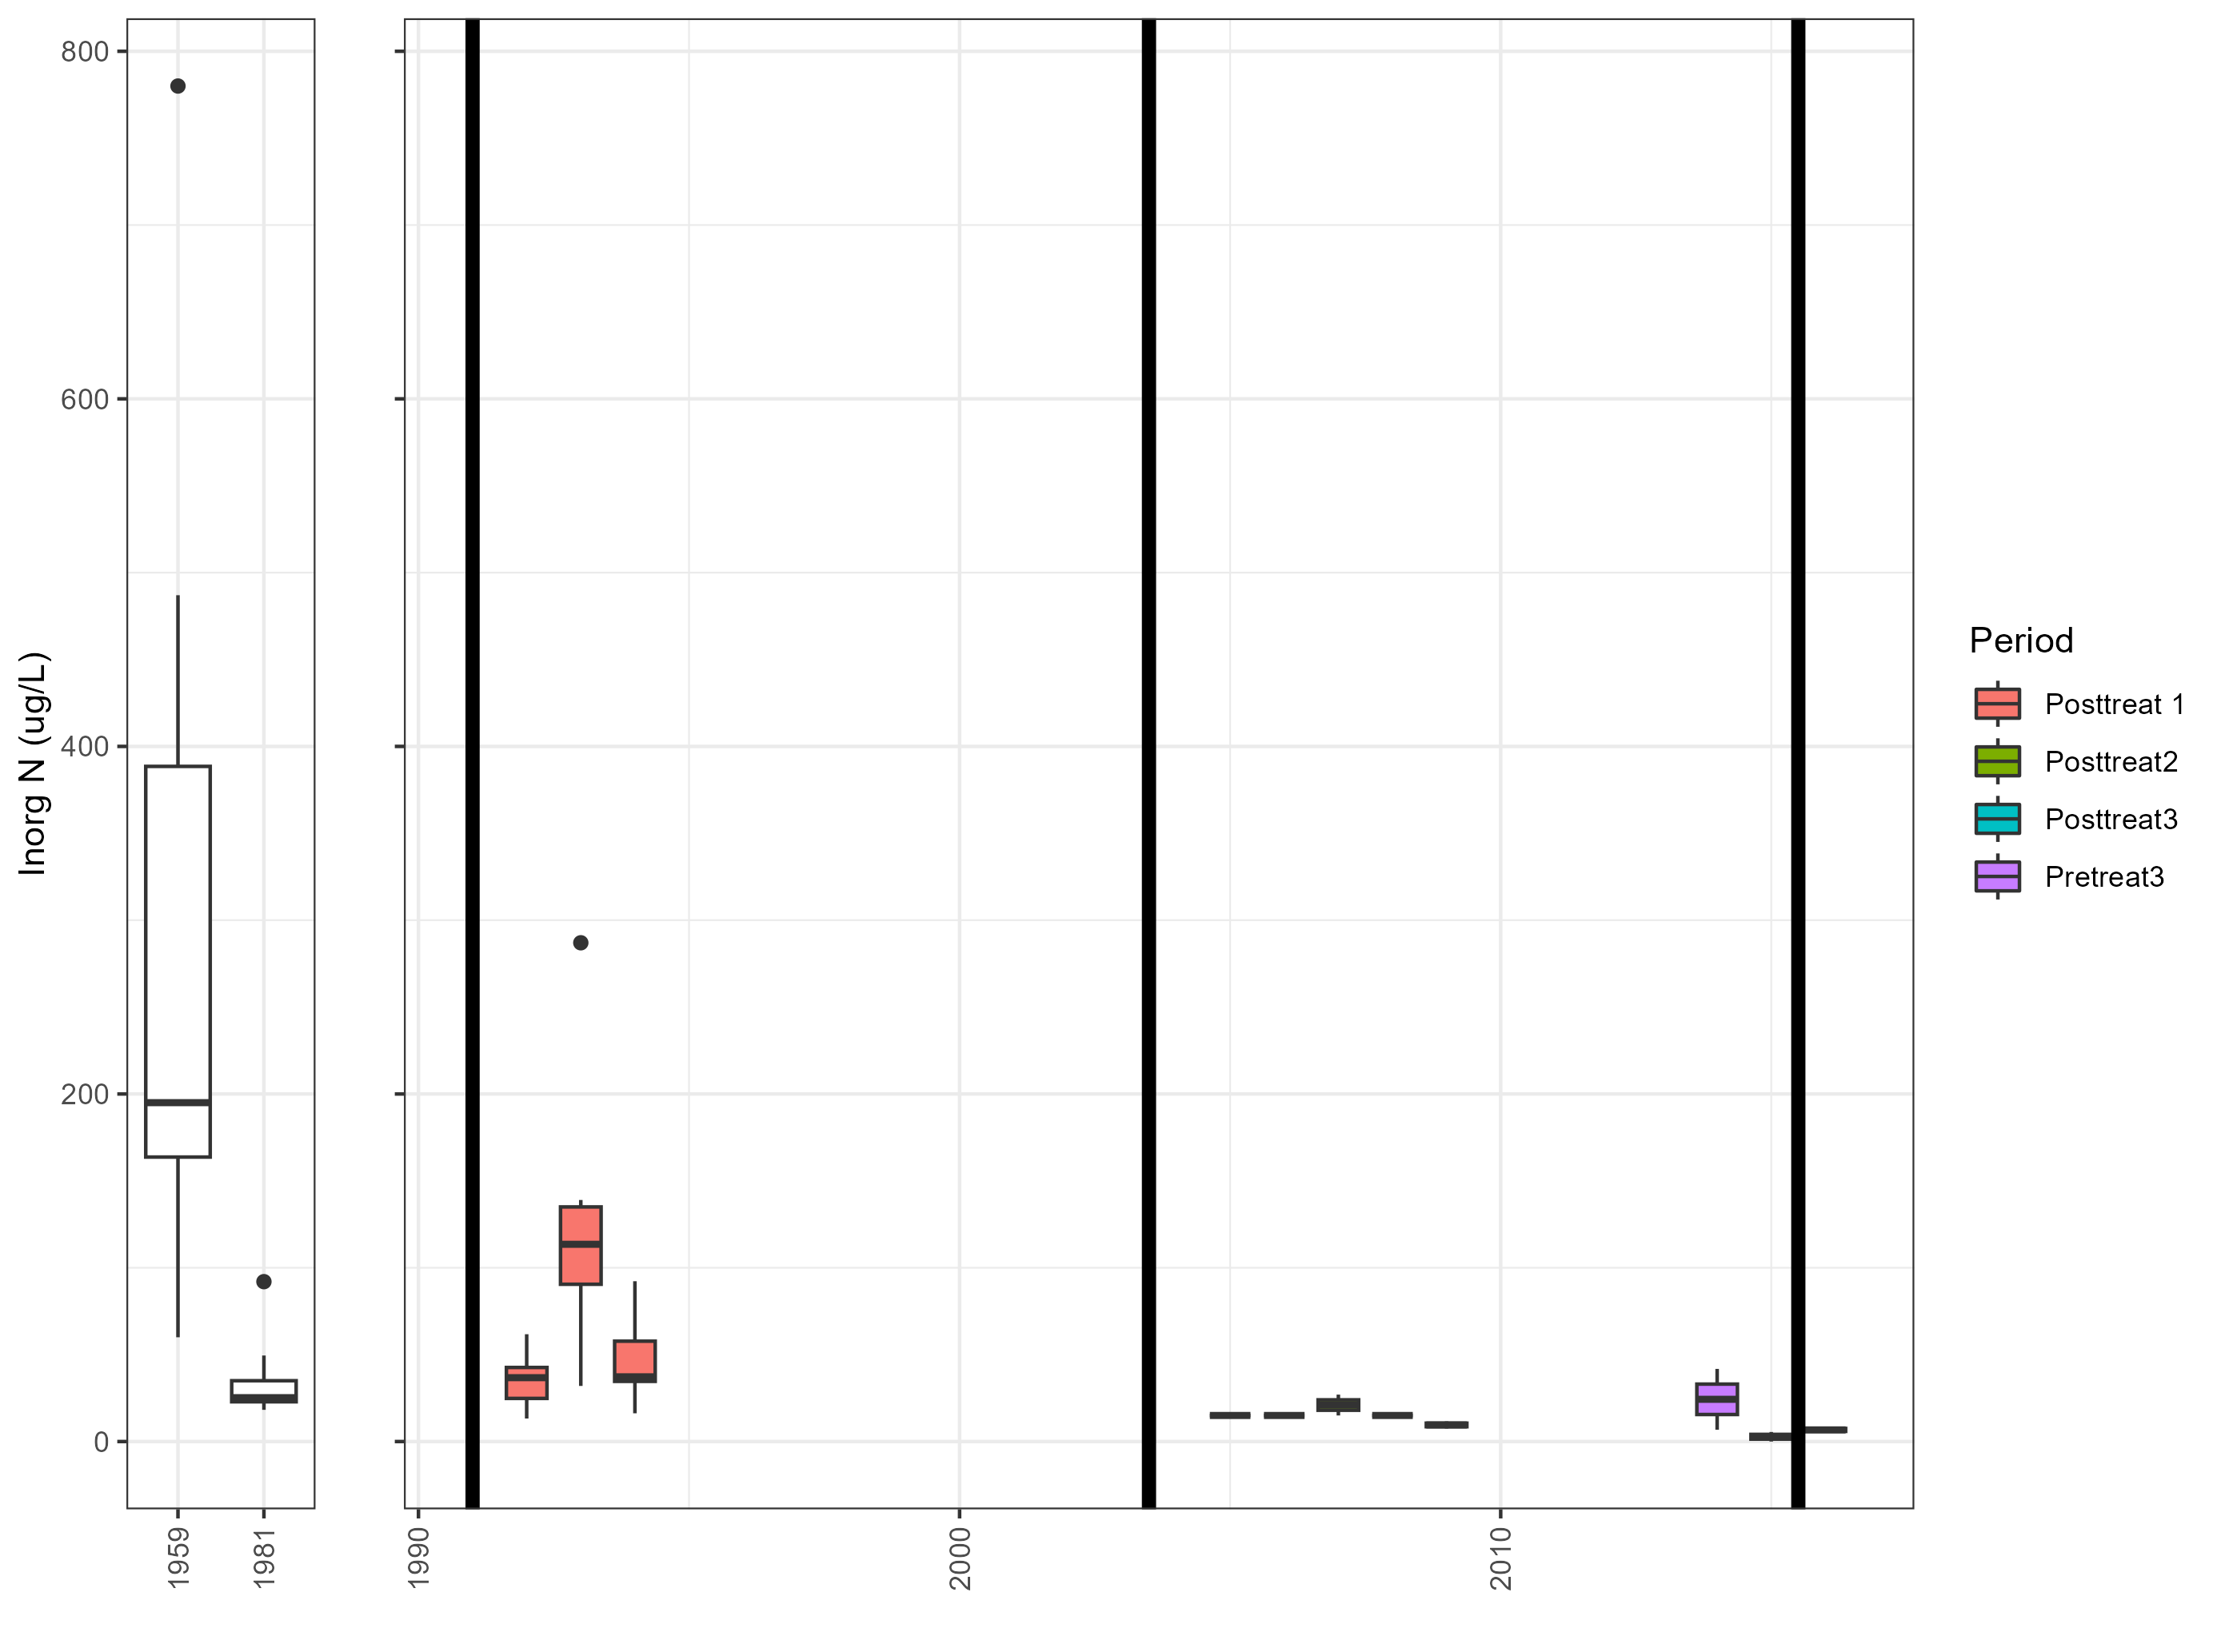 800
600
400
200
0
Inorg N (ug/L)
1959
1981
1990
2000
2010
Period
Posttreat 1
Posttreat2
Posttreat3
Pretreat3